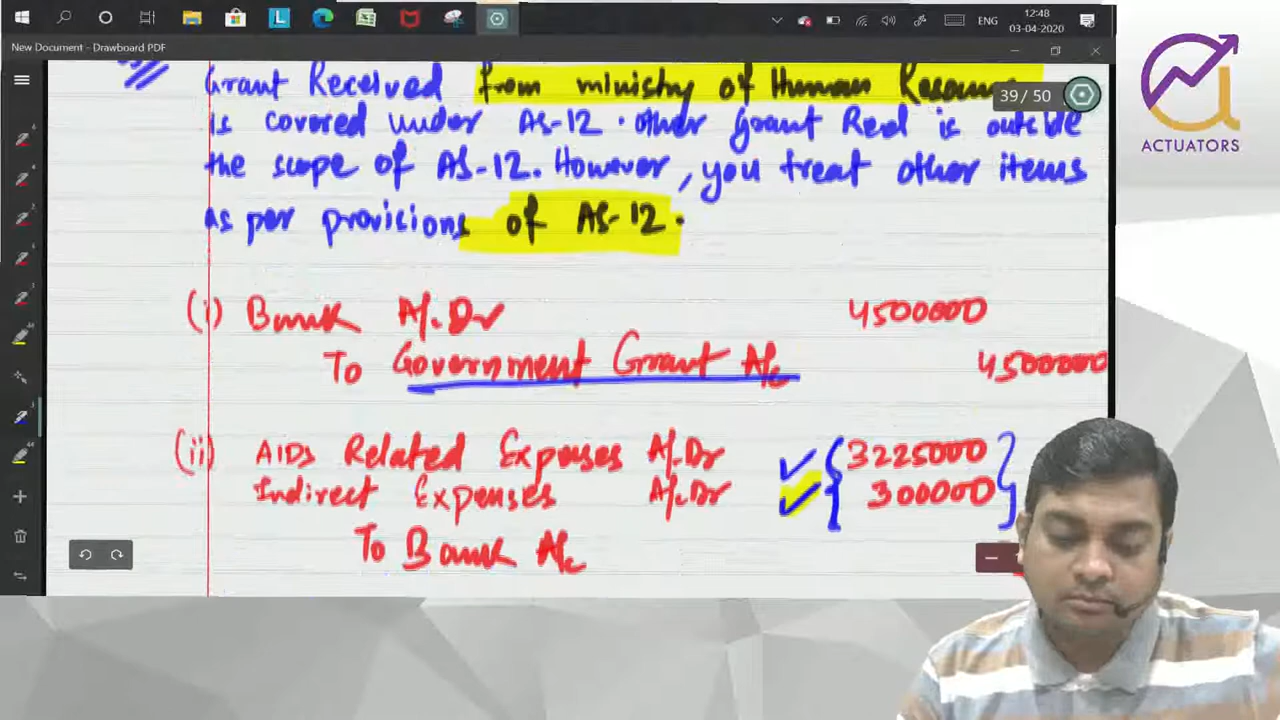 ENG
12:48
03-04-2020
New Document - Drawboard PDF
39 / 50
ACTUATORS
Grant Received from ministry of Human
is covered under AS-12. other Grant Recd is outside
the scope of AS-12. However, you treat other items
as per provisions of AS-12.
(i) Bank A/c Dr 4500000
To Government Grant A/c 4500000
(ii) AIDs Related Expenses A/c Dr 3225000
Indirect Expenses A/c Dr 300000
To Bank A/c